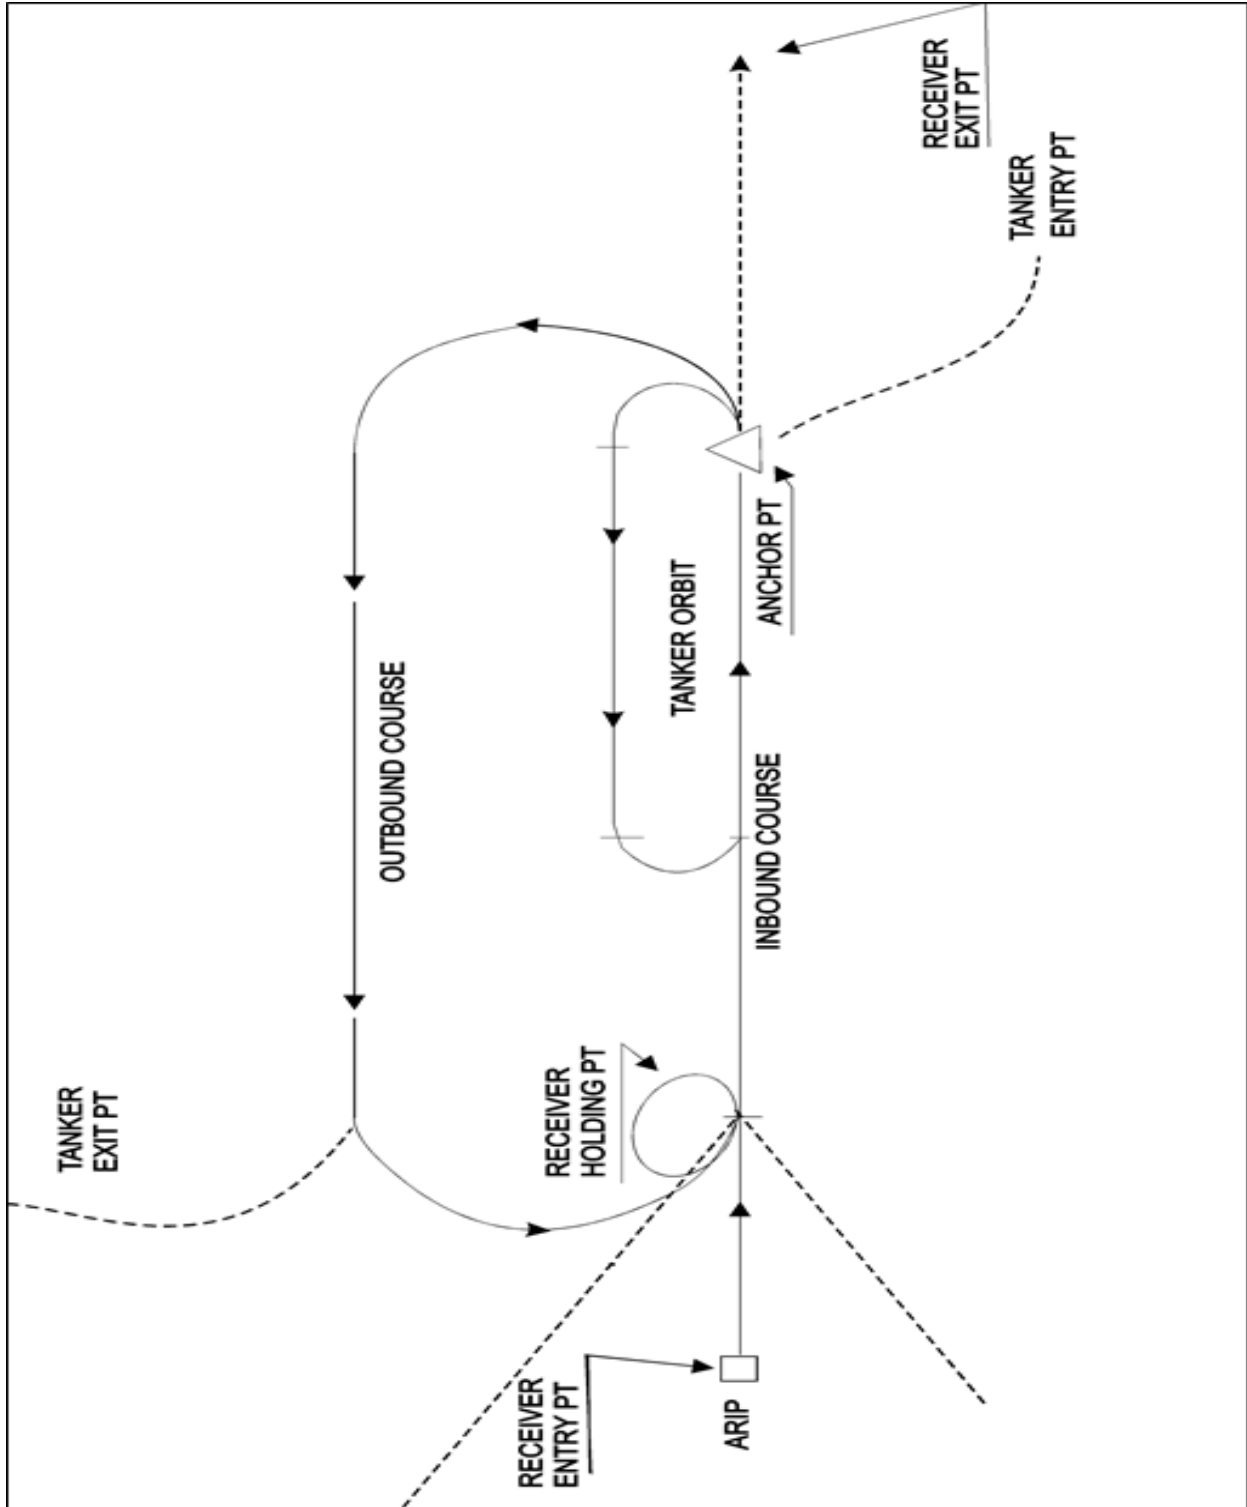 TANKER
EXIT PT
OUTBOUND COURSE
RECEIVER
HOLDING PT
RECEIVER
ENTRY PT
TANKER ORBIT
ARIP
INBOUND COURSE
ANCHOR PT
RECEIVER
EXIT PT
TANKER
ENTRY PT